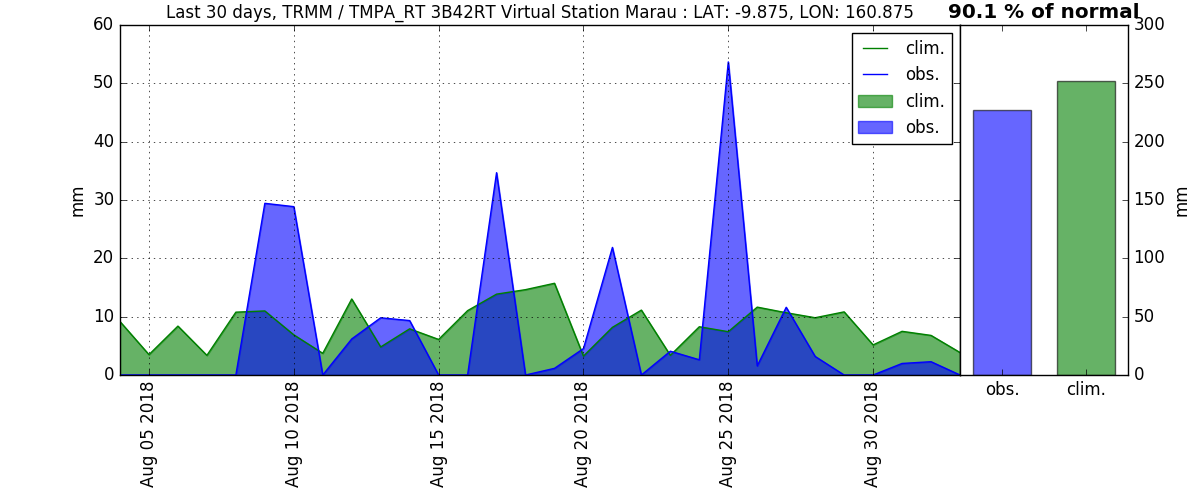 Last 30 days, TRMM / TMPA_RT 3B42RT Virtual Station Marau : LAT: -9.875, LON: 160.875
90.1 % of normal
60
50
40
30
20
10
0
mm
clim.
obs.
clim.
obs.
Aug 05 2018
Aug 10 2018
Aug 15 2018
Aug 20 2018
Aug 25 2018
Aug 30 2018
300
250
200
150
100
50
0
mm
obs. clim.